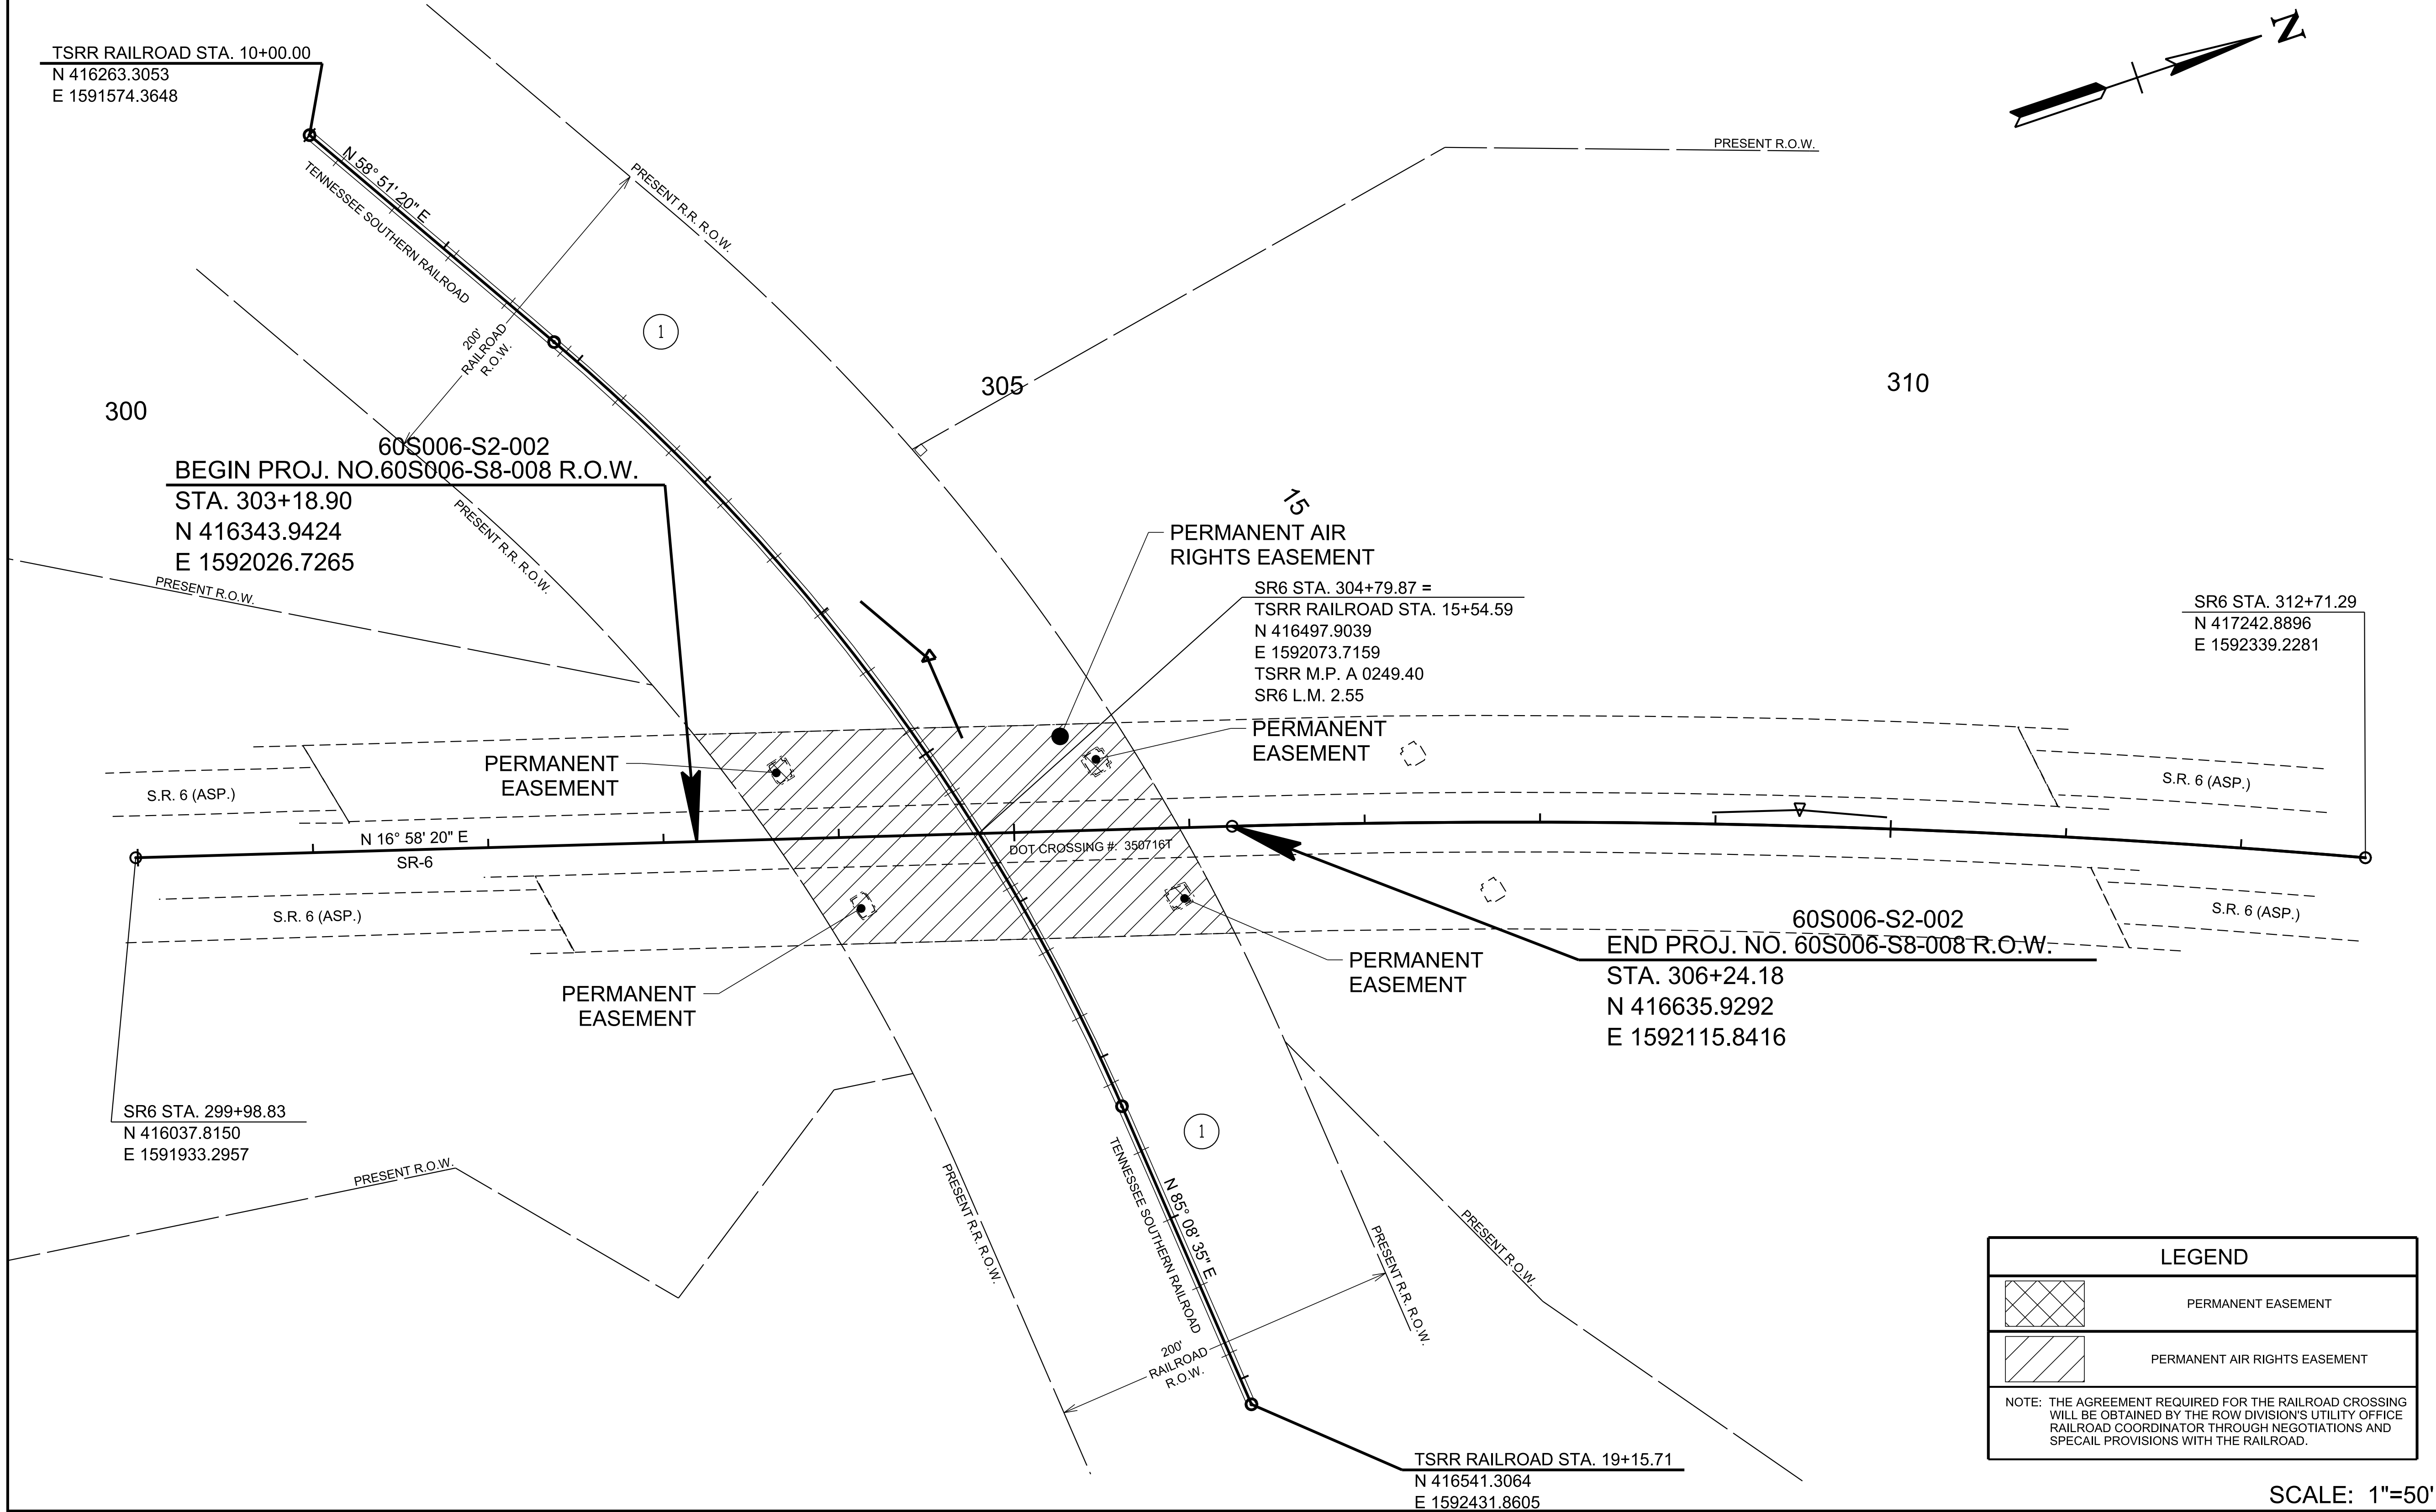 TSRR RAILROAD STA. 10+00.00
N 416263.3053
E 1591574.3648
N
N 58° 51' 20" E
TENNESSEE SOUTHERN RAILROAD
PRESENT R.R. R.O.W.
PRESENT R.O.W.
200'
RAILROAD
R.O.W.
1
300
305
310
60S006-S2-002
BEGIN PROJ. NO.60S006-S8-008 R.O.W.
STA. 303+18.90
N 416343.9424
E 1592026.7265
PRESENT R.R. R.O.W.
PRESENT R.O.W.
15
PERMANENT AIR
RIGHTS EASEMENT
SR6 STA. 304+79.87 =
TSRR RAILROAD STA. 15+54.59
N 416497.9039
E 1592073.7159
TSRR M.P. A 0249.40
SR6 L.M. 2.55
SR6 STA. 312+71.29
N 417242.8896
E 1592339.2281
PERMANENT
EASEMENT
PERMANENT
EASEMENT
S.R. 6 (ASP.)
S.R. 6 (ASP.)
N 16° 58' 20" E
SR-6
DOT CROSSING #: 350716T
S.R. 6 (ASP.)
S.R. 6 (ASP.)
60S006-S2-002
END PROJ. NO. 60S006-S8-008 R.O.W.
STA. 306+24.18
N 416635.9292
E 1592115.8416
PERMANENT
EASEMENT
PERMANENT
EASEMENT
SR6 STA. 299+98.83
N 416037.8150
E 1591933.2957
PRESENT R.O.W.
PRESENT R.R. R.O.W.
TENNESSEE SOUTHERN RAILROAD
N 85° 08' 35" E
1
PRESENT R.R. R.O.W.
PRESENT R.O.W.
200'
RAILROAD
R.O.W.
TSRR RAILROAD STA. 19+15.71
N 416541.3064
E 1592431.8605
LEGEND
PERMANENT EASEMENT
PERMANENT AIR RIGHTS EASEMENT
NOTE: THE AGREEMENT REQUIRED FOR THE RAILROAD CROSSING
WILL BE OBTAINED BY THE ROW DIVISION'S UTILITY OFFICE
RAILROAD COORDINATOR THROUGH NEGOTIATIONS AND
SPECAIL PROVISIONS WITH THE RAILROAD.
SCALE: 1"=50'